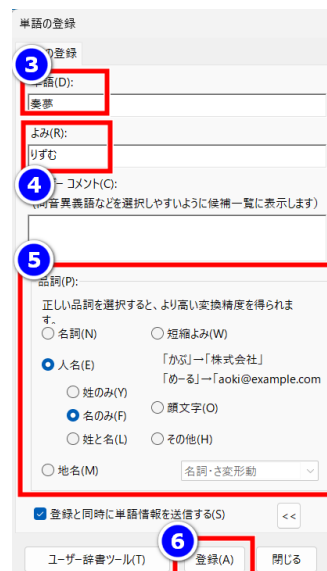 単語の登録
の登録
3
単語(D):
奏夢
よみ(R):
りずむ
4
ー コメント(C):
(同音異義語などを選択しやすいように候補一覧に表示します)
5
品詞(P):
正しい品詞を選択すると、より高い変換精度を得られま
す。
名詞(N) 短縮よみ(W)
人名(E) 「かぶ」→「株式会社」
「めーる」→「aoki@example.com
姓のみ(Y)
名のみ(F) 顔文字(O)
姓と名(L) その他(H)
地名(M) 名詞・さ変形動
登録と同時に単語情報を送信する(S) <<
6
ユーザー辞書ツール(T) 登録(A) 閉じる